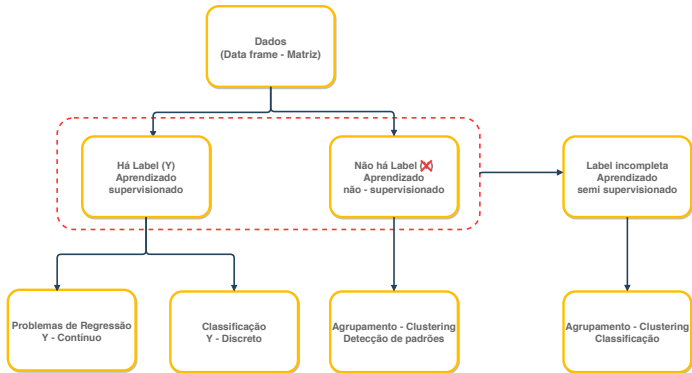 Dados
(Data frame - Matriz)
Há Label (Y)
Aprendizado
supervisionado
Não há Label (Y)
Aprendizado
não - supervisionado
Label incompleta
Aprendizado
semi supervisionado
Problemas de Regressão
Y - Contínuo
Classificação
Y - Discreto
Agrupamento - Clustering
Detecção de padrões
Agrupamento - Clustering
Classificação